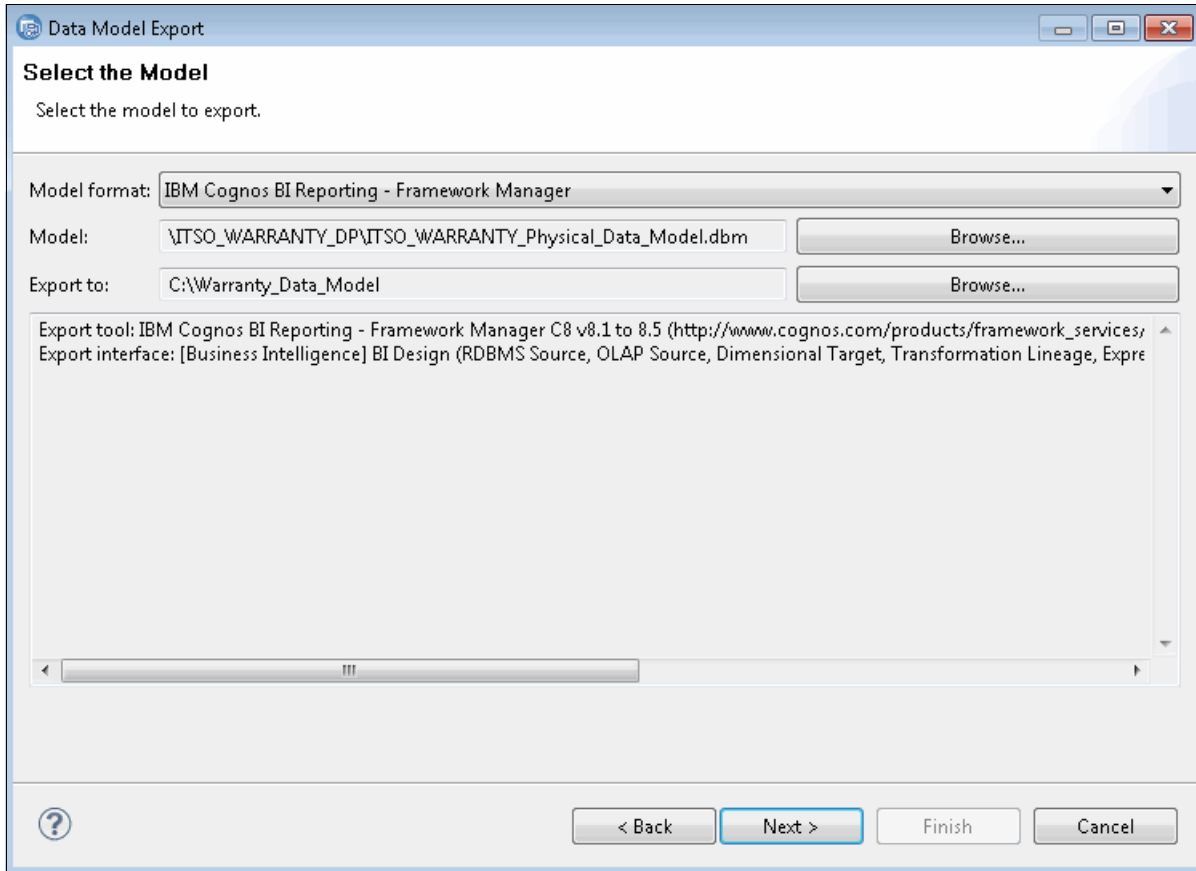 Data Model Export
Select the Model
Select the model to export.
Model format: IBM Cognos BI Reporting - Framework Manager
Model: \ITSO_WARRANTY_DP\ITSO_WARRANTY_Physical_Data_Model.dbm Browse...
Export to: C:\Warranty_Data_Model Browse...
Export tool: IBM Cognos BI Reporting - Framework Manager C8 v8.1 to 8.5 (http://www.cognos.com/products/framework_services/
Export interface: [Business Intelligence] BI Design (RDBMS Source, OLAP Source, Dimensional Target, Transformation Lineage, Expre
? < Back Next > Finish Cancel